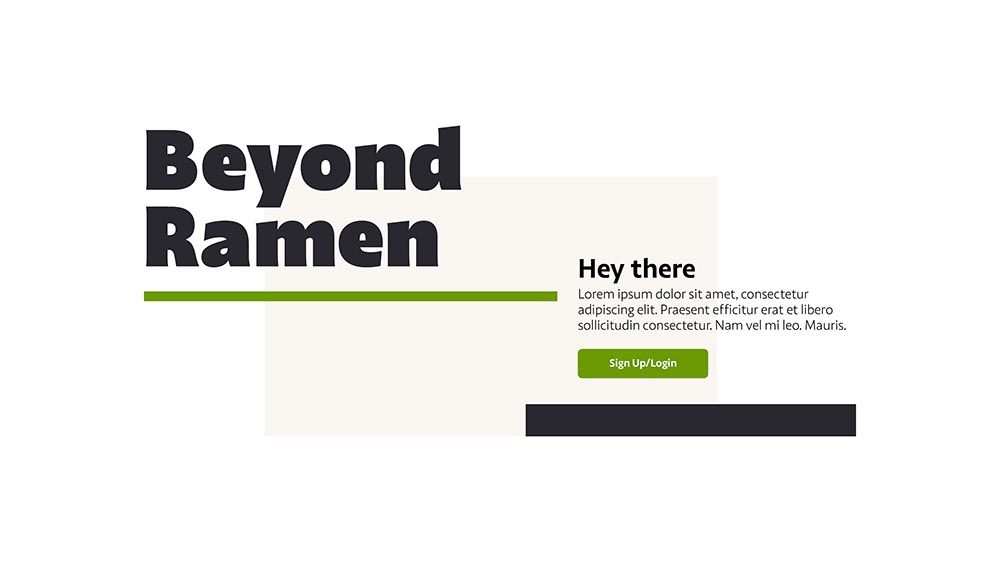 Beyond
Ramen
Hey there
Lorem ipsum dolor sit amet, consectetur
adipiscing elit. Praesent efficitur erat et libero
sollicitudin consectetur. Nam vel mi leo. Mauris.
Sign Up/Login